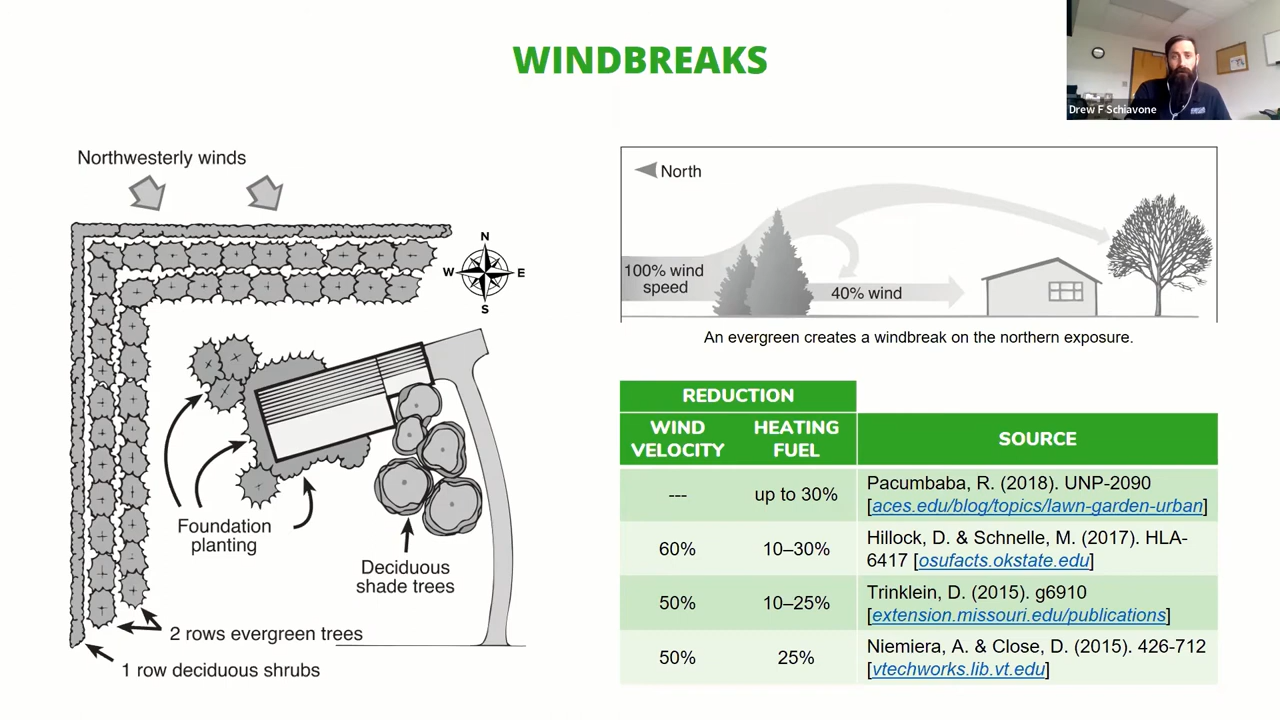 WINDBREAKS
Drew F Schiavone
Northwesterly winds
N
W
E
S
Foundation
planting
Deciduous
shade trees
2 rows evergreen trees
1 row deciduous shrubs
North
100% wind
speed
40% wind
An evergreen creates a windbreak on the northern exposure.
REDUCTION
WIND
VELOCITY
HEATING
FUEL
SOURCE
---
up to 30%
Pacumbaba, R. (2018). UNP-2090
[aces.edu/blog/topics/lawn-garden-urban]
60%
10–30%
Hillock, D. & Schnelle, M. (2017). HLA-
6417 [osufacts.okstate.edu]
50%
10–25%
Trinklein, D. (2015). g6910
[extension.missouri.edu/publications]
50%
25%
Niemiera, A. & Close, D. (2015). 426-712
[vtechworks.lib.vt.edu]